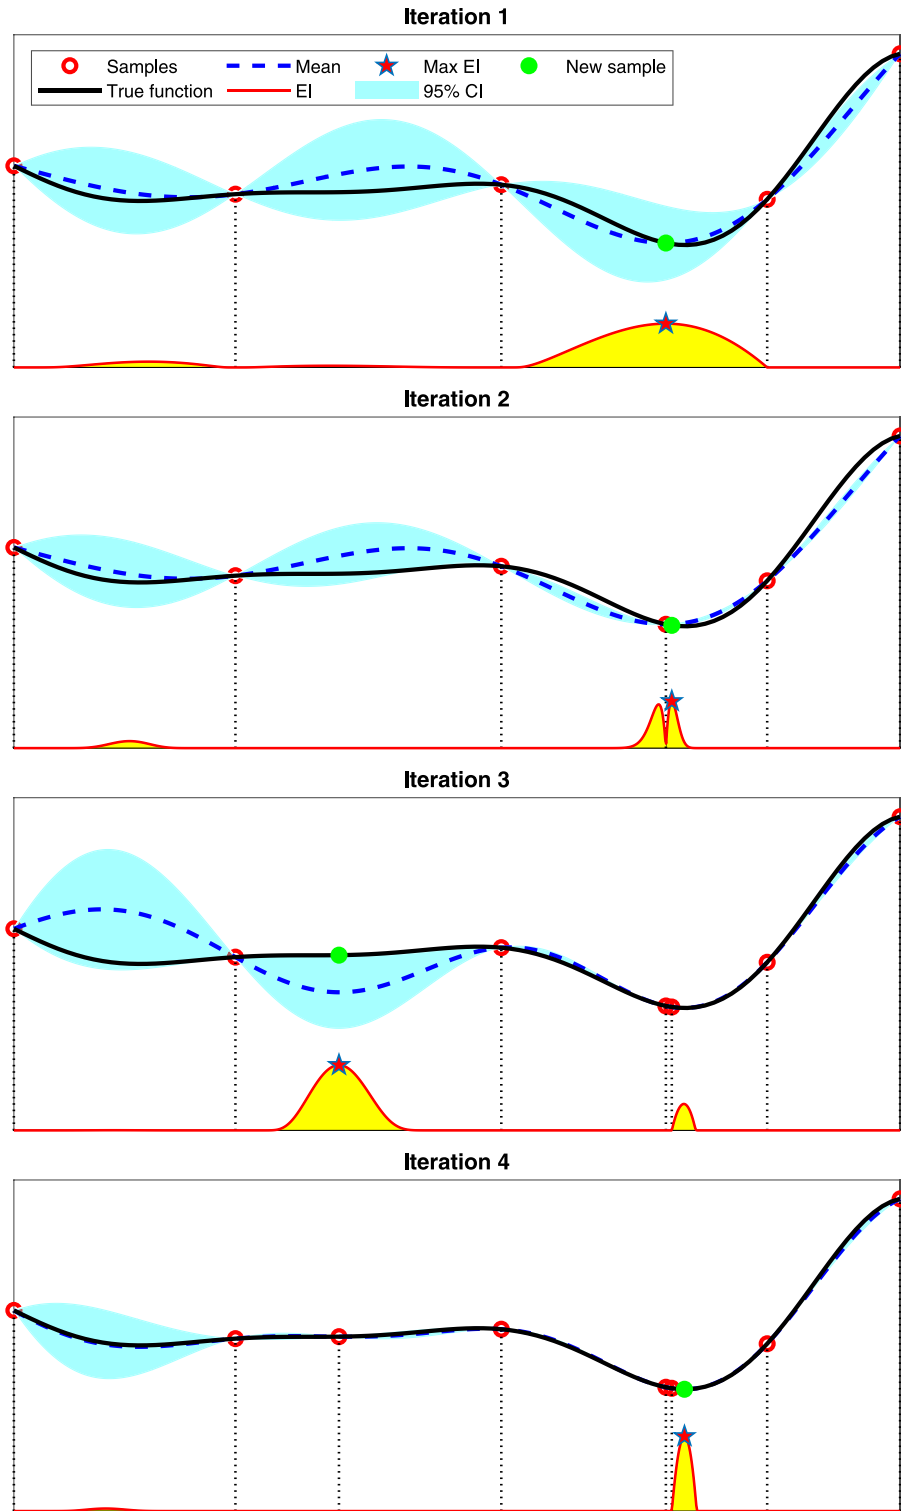 Iteration 1
Samples Mean Max EI New sample
True function EI 95% CI
Iteration 2
Iteration 3
Iteration 4